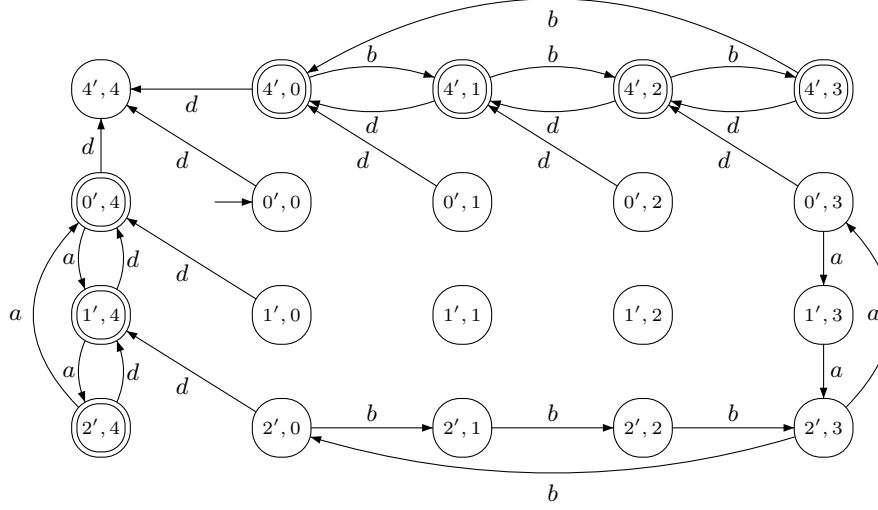 b
b b b
4′, 4 4′, 0 4′, 1 4′, 2 4′, 3
d d d d
d d d d d
0′, 4 0′, 0 0′, 1 0′, 2 0′, 3
a d d a
a 1′, 4 1′, 0 1′, 1 1′, 2 1′, 3 a
a d d a
b b b
2′, 4 2′, 0 2′, 1 2′, 2 2′, 3
b